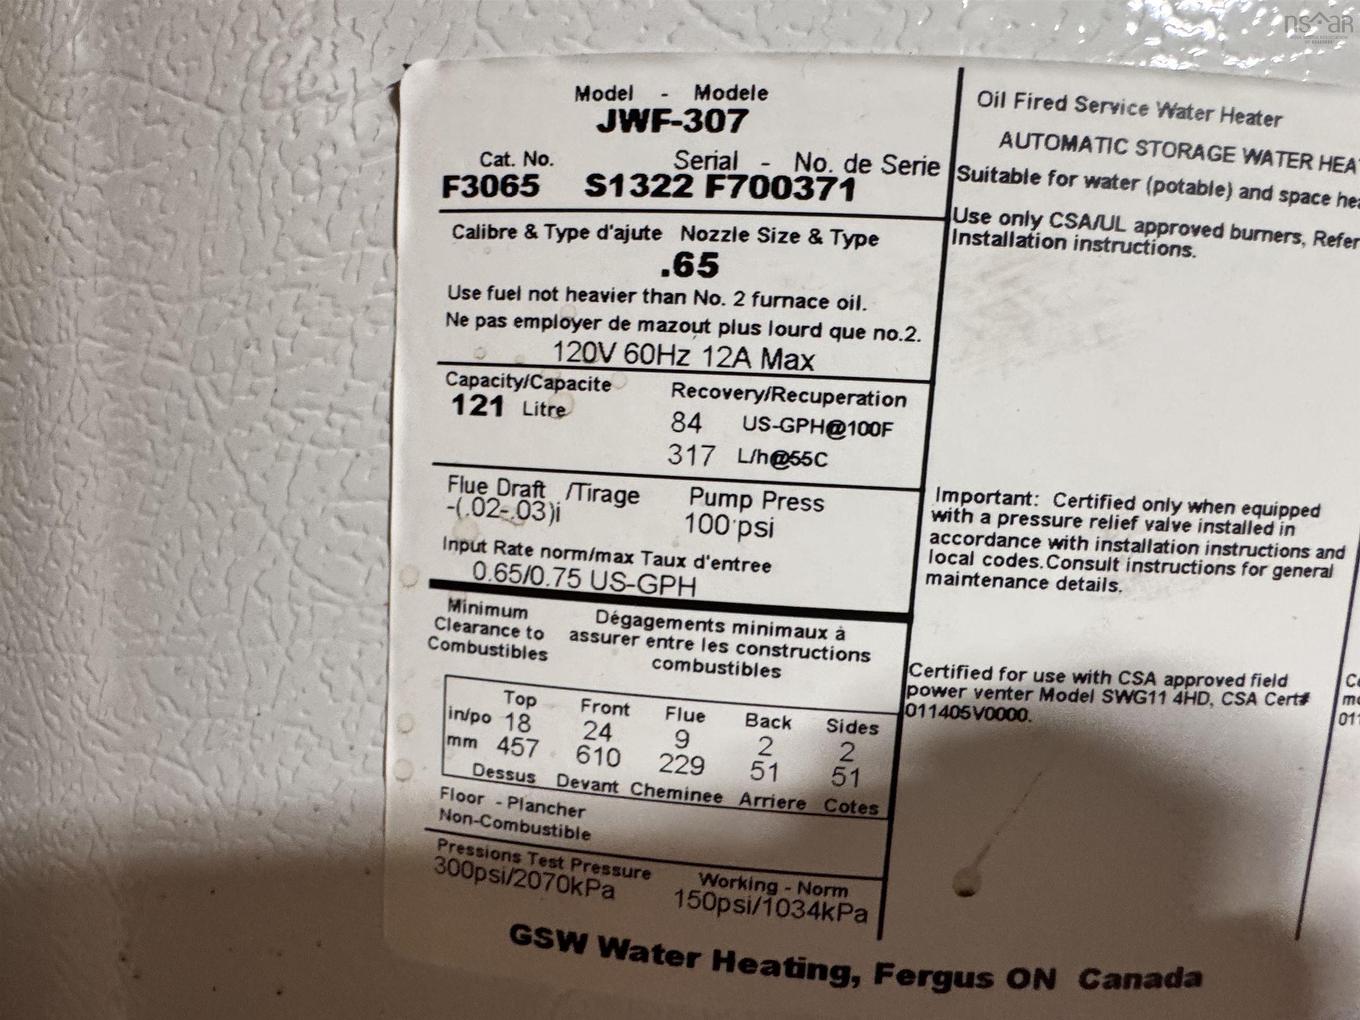 nsar
Model - Modele
JWF-307
Cat. No. Serial - No. de Serie
F3065 S1322 F700371
Calibre & Type d'ajute Nozzle Size & Type
.65
Use fuel not heavier than No. 2 furnace oil.
Ne pas employer de mazout plus lourd que no.2.
120V 60Hz 12A Max
Capacity/Capacite Recovery/Recuperation
121 Litre 84 US-GPH@100F
317 L/h@55C
Flue Draft /Tirage Pump Press
-(.02-.03)i 100 psi
Input Rate norm/max Taux d'entree
0.65/0.75 US-GPH
Minimum
Clearance to
Combustibles
Dégagements minimaux à
assurer entre les constructions
combustibles
Top Front Flue Back Sides
in/po 18 24 9 2 2
mm 457 610 229 51 51
Dessus Devant Cheminee Arriere Cotes
Floor - Plancher
Non-Combustible
Pressions Test Pressure Working - Norm
300psi/2070kPa 150psi/1034kPa
Oil Fired Service Water Heater
AUTOMATIC STORAGE WATER HEA
Suitable for water (potable) and space hea
Use only CSA/UL approved burners, Refer
Installation instructions.
Important: Certified only when equipped
with a pressure relief valve installed in
accordance with installation instructions and
local codes.Consult instructions for general
maintenance details.
Certified for use with CSA approved field
power venter Model SWG11 4HD, CSA Cert#
011405V0000.
Ce
mo
011
GSW Water Heating, Fergus ON Canada